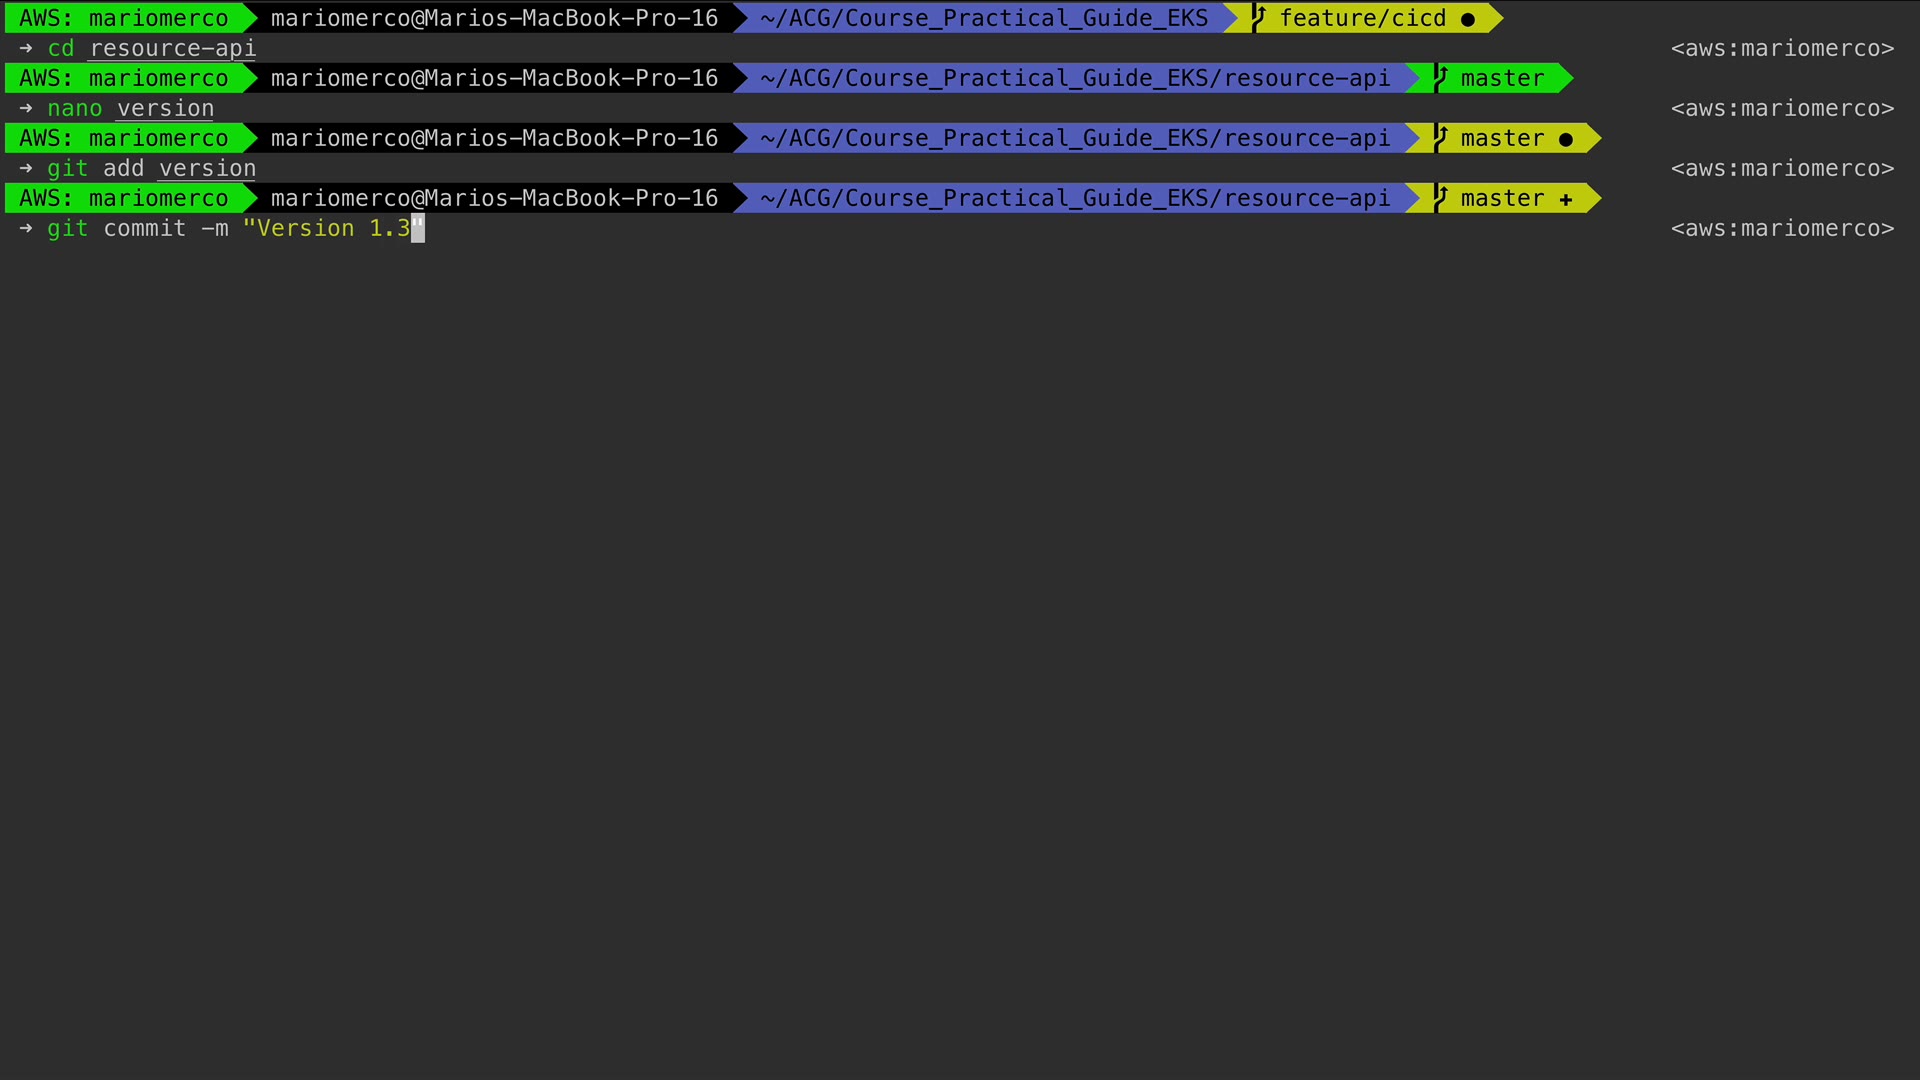 AWS: mariomerco mariomerco@Marios-MacBook-Pro-16 ~/ACG/Course_Practical_Guide_EKS feature/cicd ●
→ cd resource-api <aws:mariomerco>
AWS: mariomerco mariomerco@Marios-MacBook-Pro-16 ~/ACG/Course_Practical_Guide_EKS/resource-api master
→ nano version <aws:mariomerco>
AWS: mariomerco mariomerco@Marios-MacBook-Pro-16 ~/ACG/Course_Practical_Guide_EKS/resource-api master ●
→ git add version <aws:mariomerco>
AWS: mariomerco mariomerco@Marios-MacBook-Pro-16 ~/ACG/Course_Practical_Guide_EKS/resource-api master +
→ git commit -m "Version 1.3" <aws:mariomerco>